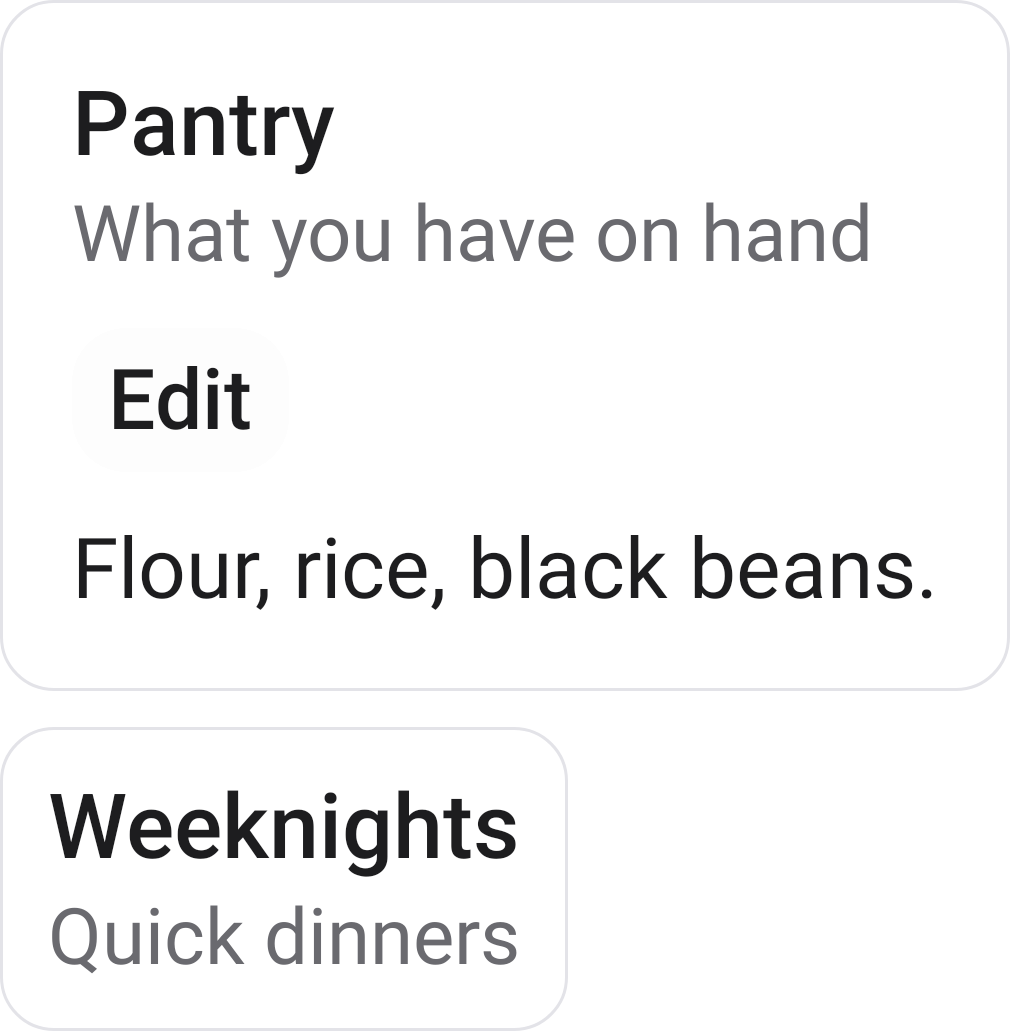 Pantry
What you have on hand
Edit
Flour, rice, black beans.
Weeknights
Quick dinners